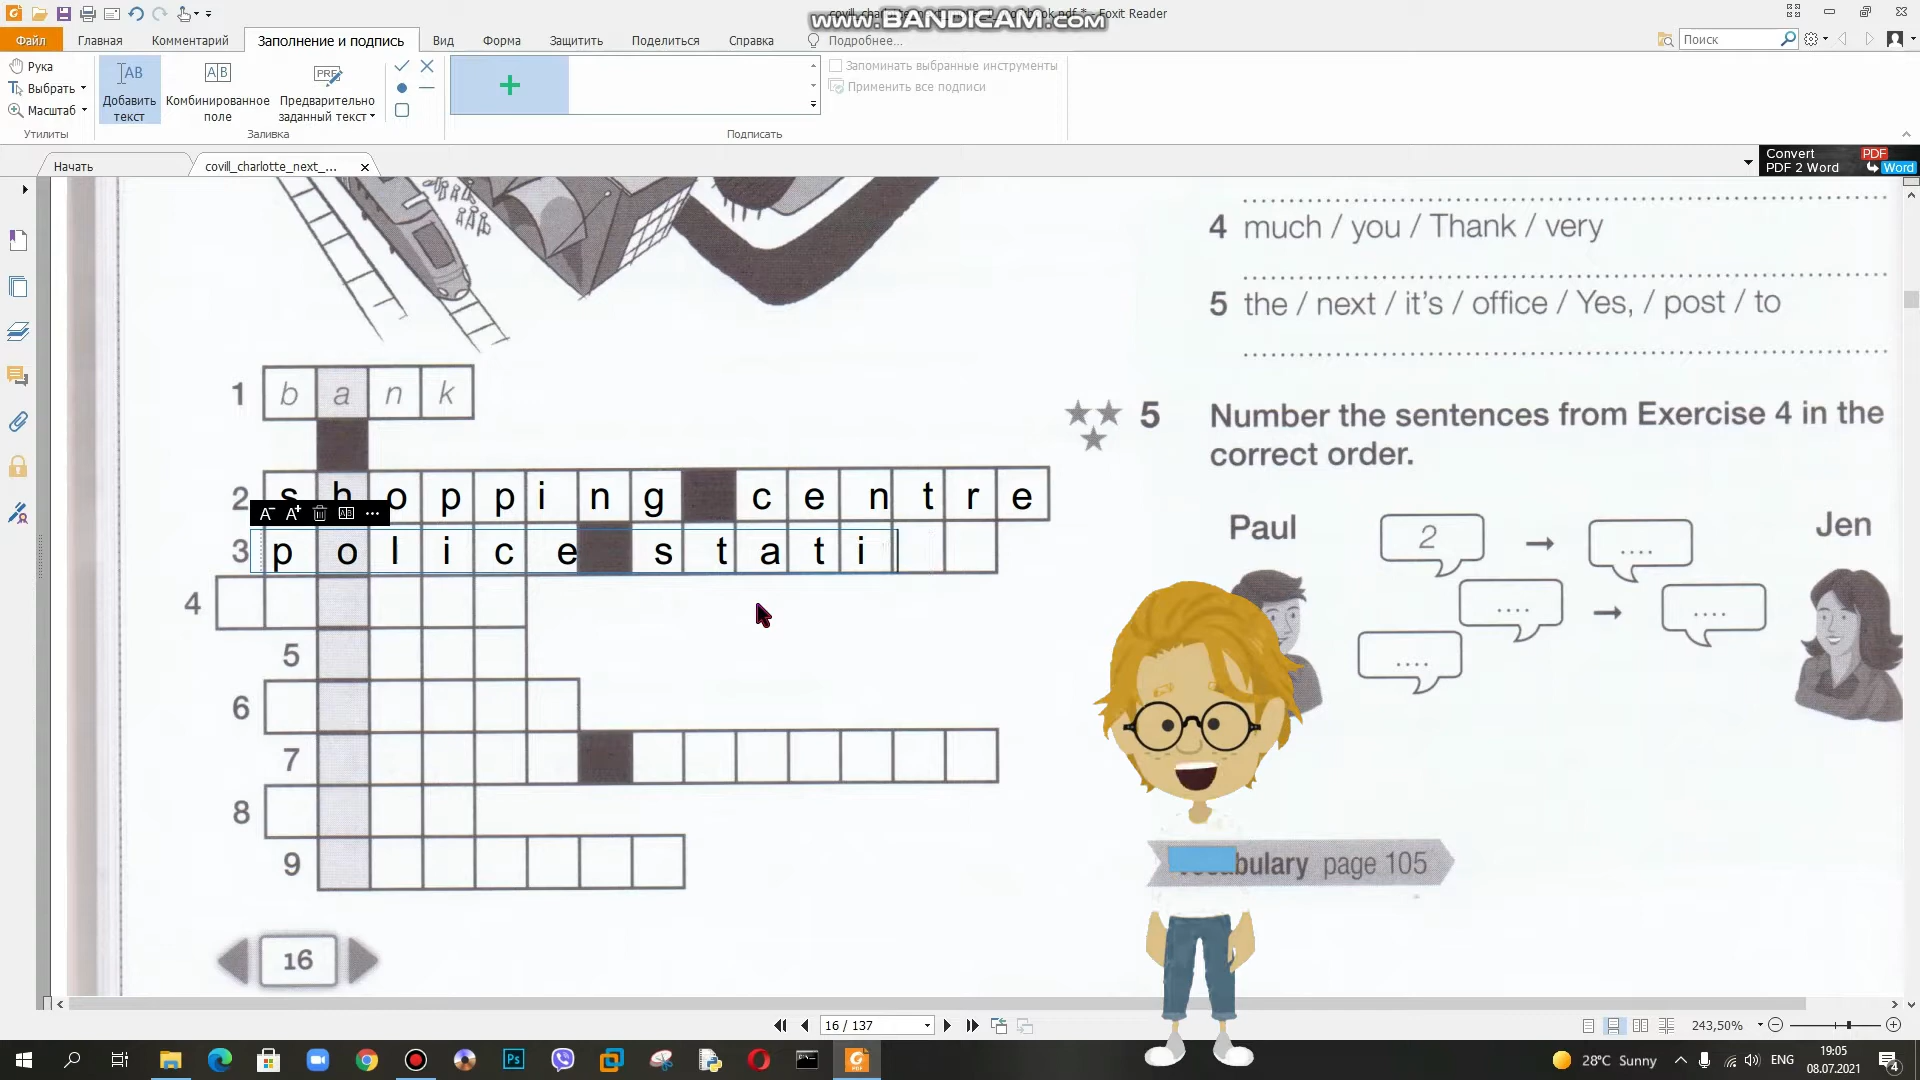 www.BANDICAM.com
Foxit Reader
Файл
Главная
Комментарий
Заполнение и подпись
Вид
Форма
Защитить
Поделиться
Справка
Подробнее...
Поиск
Рука
Выбрать
Масштаб
Утилиты
Добавить текст
Комбинированное поле
Предварительно заданный текст
Заливка
Подписать
Запоминать выбранные инструменты
Применить все подписи
Начать
covill_charlotte_next_...
Convert
PDF 2 Word
PDF
Word
4 much / you / Thank / very
5 the / next / it's / office / Yes, / post / to
1 b a n k
2 s h o p p i n g c e n t r e
3 p o l i c e s t a t i
4
5
6
7
8
9
5 Number the sentences from Exercise 4 in the
correct order.
Paul
2
....
Jen
....
....
....
bulary page 105
16
16 / 137
243,50%
28°C Sunny
ENG
19:05
08.07.2021
4